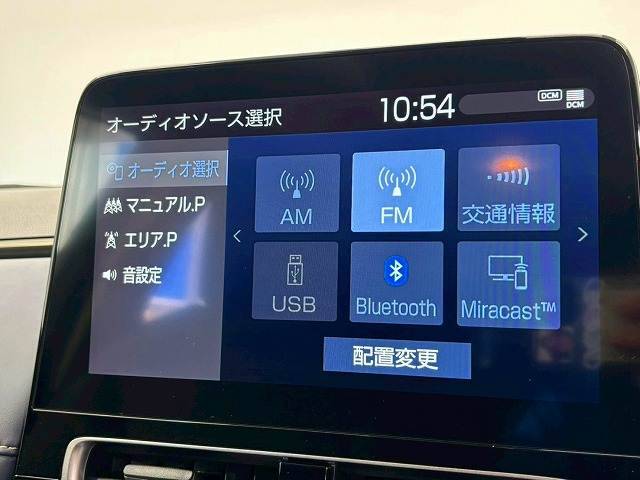 オーディオソース選択 10:54 DCM DCM
オーディオ選択
マニュアル.P
エリア.P
音設定
AM FM 交通情報
USB Bluetooth Miracast™
配置変更